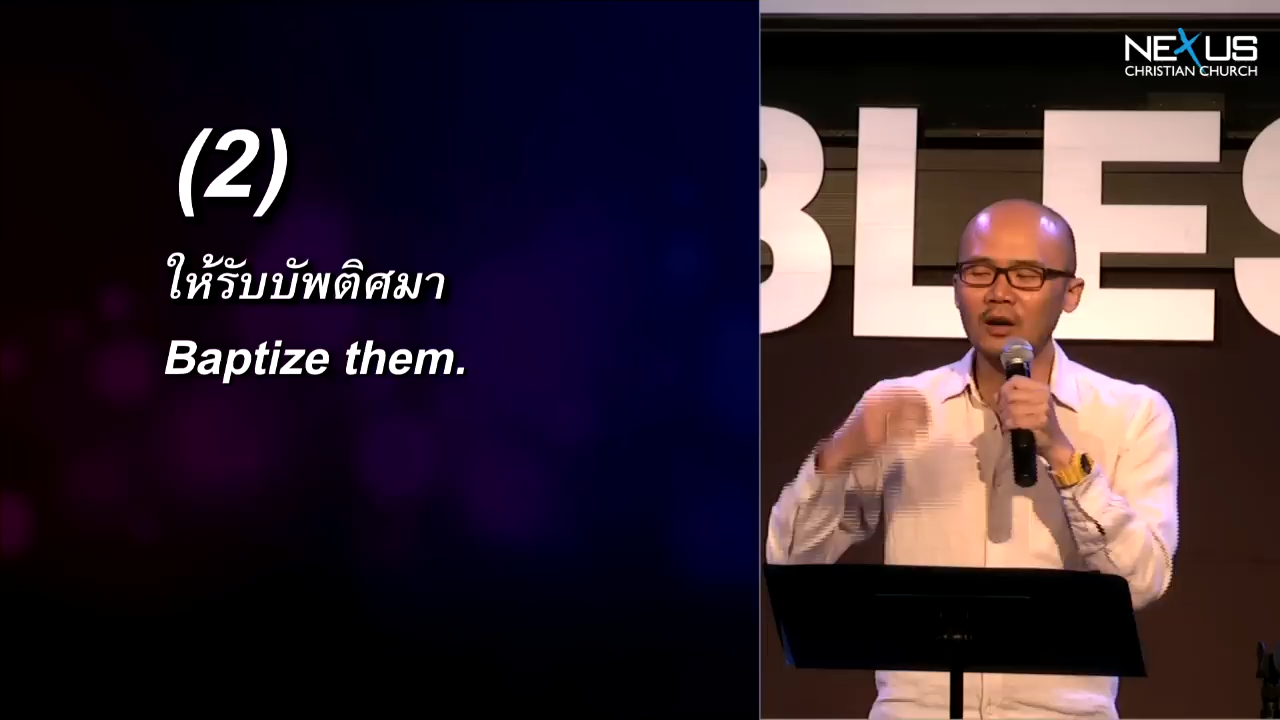 (2)
ให้รับบัพติศมา
Baptize them.
NEXUS
CHRISTIAN CHURCH
BLES